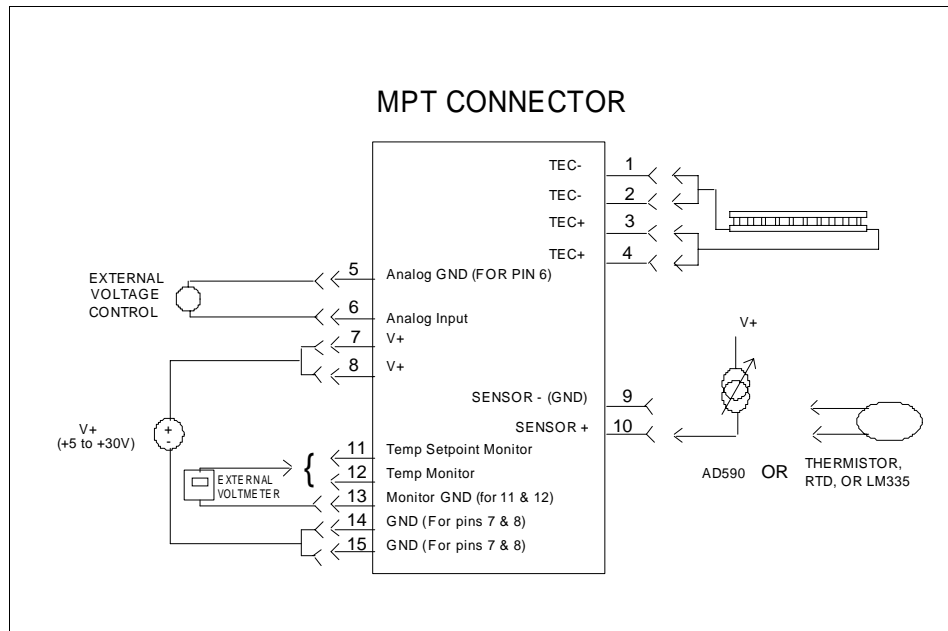 MPT CONNECTOR
TEC- 1
TEC- 2
TEC+ 3
TEC+ 4
EXTERNAL
VOLTAGE
CONTROL
5 Analog GND (FOR PIN 6)
6 Analog Input
7 V+
8 V+
V+
(+5 to +30V)
+
-
SENSOR - (GND) 9
SENSOR + 10
V+
AD590 OR THERMISTOR,
RTD, OR LM335
11 Temp Setpoint Monitor
12 Temp Monitor
13 Monitor GND (for 11 & 12)
14 GND (For pins 7 & 8)
15 GND (For pins 7 & 8)
{
EXTERNAL
VOLTMETER